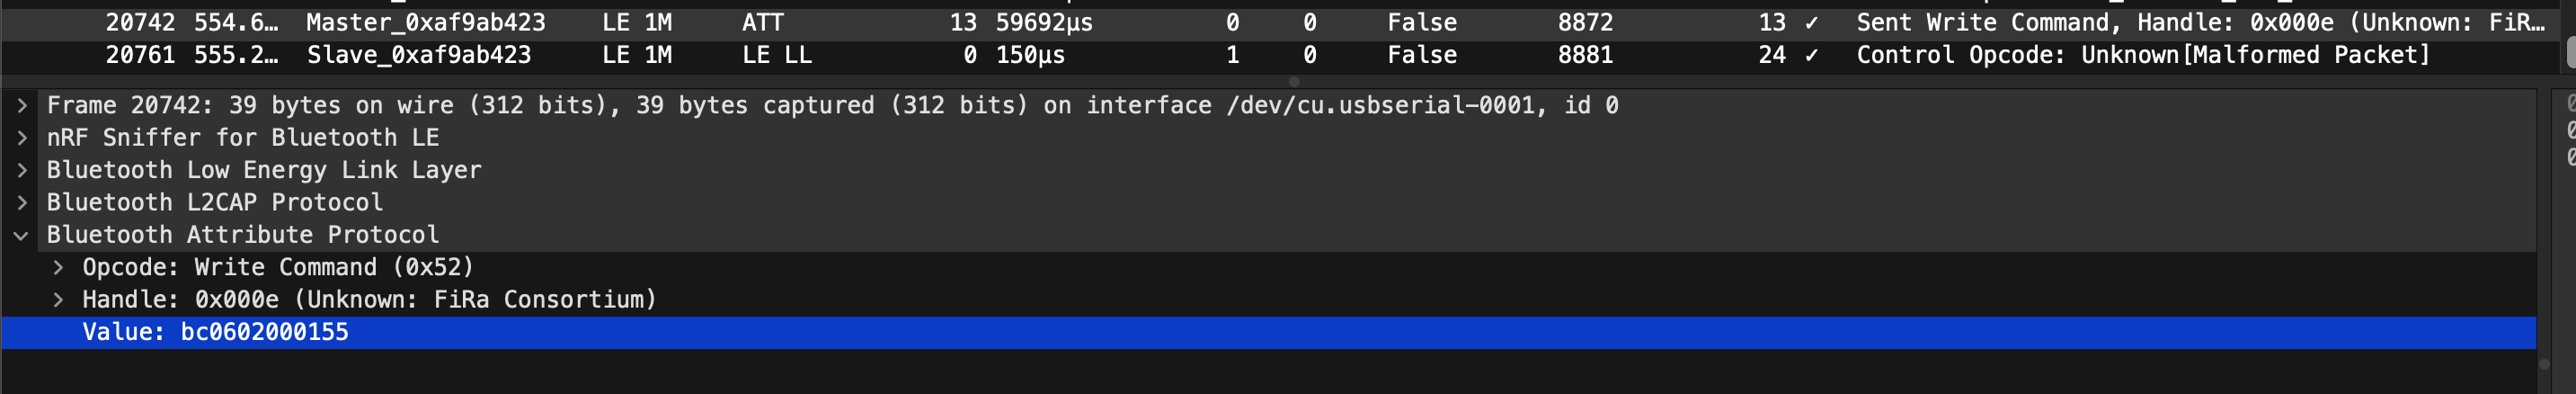 20742 554.6… Master_0xaf9ab423 LE 1M ATT 13 59692µs 0 0 False 8872 13 ✓ Sent Write Command, Handle: 0x000e (Unknown: FiR…
20761 555.2… Slave_0xaf9ab423 LE 1M LE LL 0 150µs 1 0 False 8881 24 ✓ Control Opcode: Unknown[Malformed Packet]
Frame 20742: 39 bytes on wire (312 bits), 39 bytes captured (312 bits) on interface /dev/cu.usbserial-0001, id 0
nRF Sniffer for Bluetooth LE
Bluetooth Low Energy Link Layer
Bluetooth L2CAP Protocol
Bluetooth Attribute Protocol
Opcode: Write Command (0x52)
Handle: 0x000e (Unknown: FiRa Consortium)
Value: bc0602000155